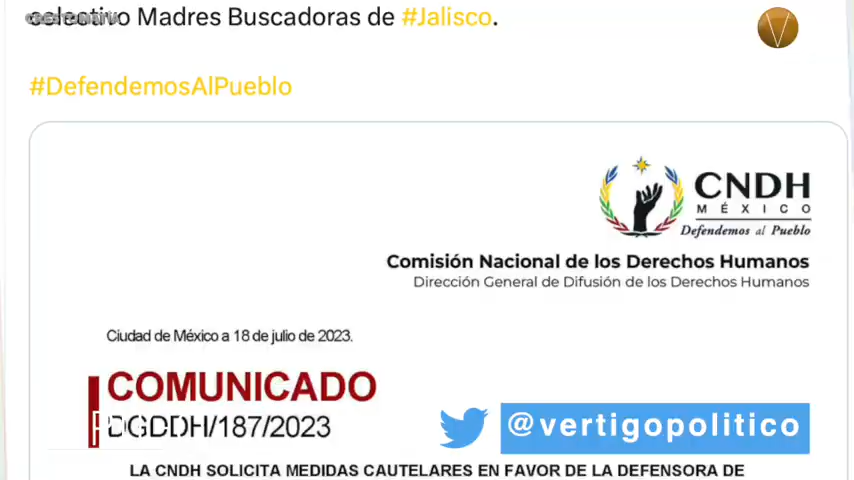 colectivo Madres Buscadoras de #Jalisco.
#DefendemosAlPueblo
CNDH
MÉXICO
Defendemos al Pueblo
Comisión Nacional de los Derechos Humanos
Dirección General de Difusión de los Derechos Humanos
Ciudad de México a 18 de julio de 2023.
COMUNICADO
DGDDH/187/2023
@vertigopolitico
LA CNDH SOLICITA MEDIDAS CAUTELARES EN FAVOR DE LA DEFENSORA DE